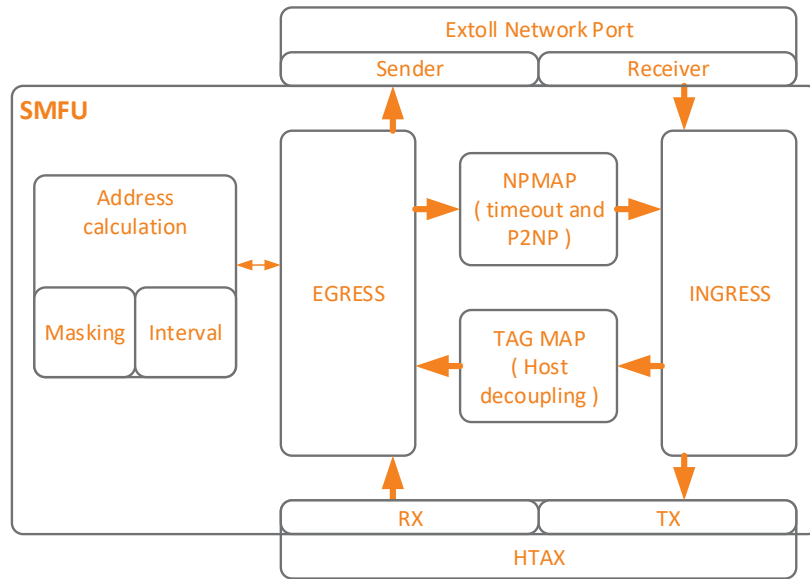 Extoll Network Port
Sender
Receiver
SMFU
Address
calculation
Masking
Interval
EGRESS
NPMAP
( timeout and
P2NP )
TAG MAP
( Host
decoupling )
INGRESS
RX
TX
HTAX